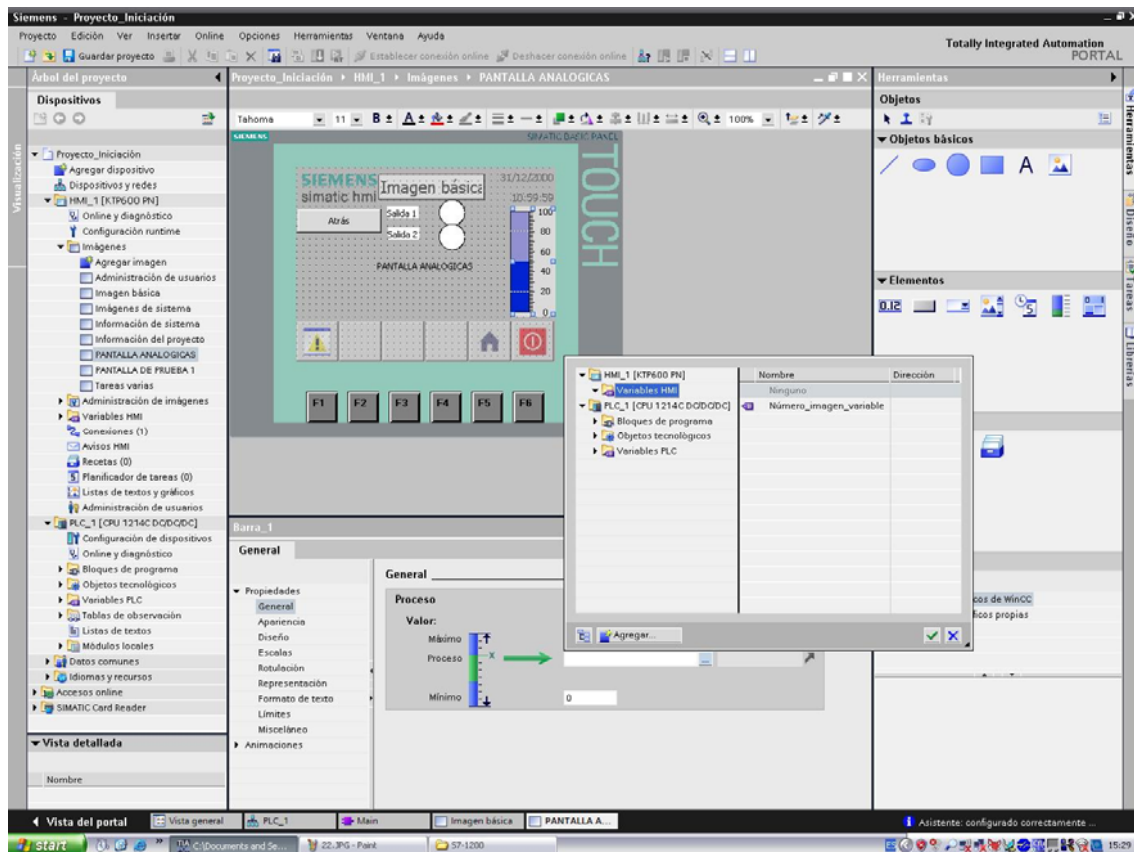 Siemens - Proyecto_Iniciación
Proyecto Edición Ver Insertar Online Opciones Herramientas Ventana Ayuda
Totally Integrated Automation
PORTAL
Guardar proyecto
Establecer conexión online
Deshacer conexión online
Árbol del proyecto
Proyecto_Iniciación HMI_1 Imágenes PANTALLA ANALOGICAS
Herramientas
Dispositivos
Objetos
Tahoma 11 B A 100%
Objetos básicos
A
Visualización
Proyecto_Iniciación
Agregar dispositivo
Dispositivos y redes
HMI_1 [KTP600 PN]
Online y diagnóstico
Configuración runtime
Imágenes
Agregar imagen
Administración de usuarios
Imagen básica
Imágenes de sistema
Información de sistema
Información del proyecto
PANTALLA ANALOGICAS
PANTALLA DE PRUEBA 1
Tareas varias
Administración de imágenes
Variables HMI
Conexiones (1)
Avisos HMI
Recetas (0)
Planificador de tareas (0)
Listas de textos y gráficos
Administración de usuarios
PLC_1 [CPU 1214C DC/DC/DC]
Configuración de dispositivos
Online y diagnóstico
Bloques de programa
Objetos tecnológicos
Variables PLC
Tablas de observación
Listas de textos
Módulos locales
Datos comunes
Idiomas y recursos
Accesos online
SIMATIC Card Reader
Vista detallada
Nombre
SIEMENS
SIMATIC BASIC PANEL
TOUCH
SIEMENS
simatic hmi
Imagen básica
31/12/2000
10:59:59
Atrás
Salida 1
Salida 2
PANTALLA ANALOGICAS
100
80
60
40
20
0
F1 F2 F3 F4 F5 F6
Elementos
Herramientas
Diseño
Tareas
Librerías
HMI_1 [KTP600 PN]
Variables HMI
PLC_1 [CPU 1214C DC/DC/DC]
Bloques de programa
Objetos tecnológicos
Variables PLC
Nombre Dirección
Ninguno
Número_imagen_variable
Agregar...
Barra_1
General
Propiedades
General
Apariencia
Diseño
Escalas
Rotulación
Representación
Formato de texto
Límites
Misceláneo
Animaciones
General
Proceso
Valor:
Máximo
Proceso
Mínimo
0
cos de WinCC
ficos propias
Vista del portal
Vista general
PLC_1
Main
Imagen básica
PANTALLA A...
Asistente: configurado correctamente ...
start
C:\Documents and Se...
22.JPG - Paint
S7-1200
15:29